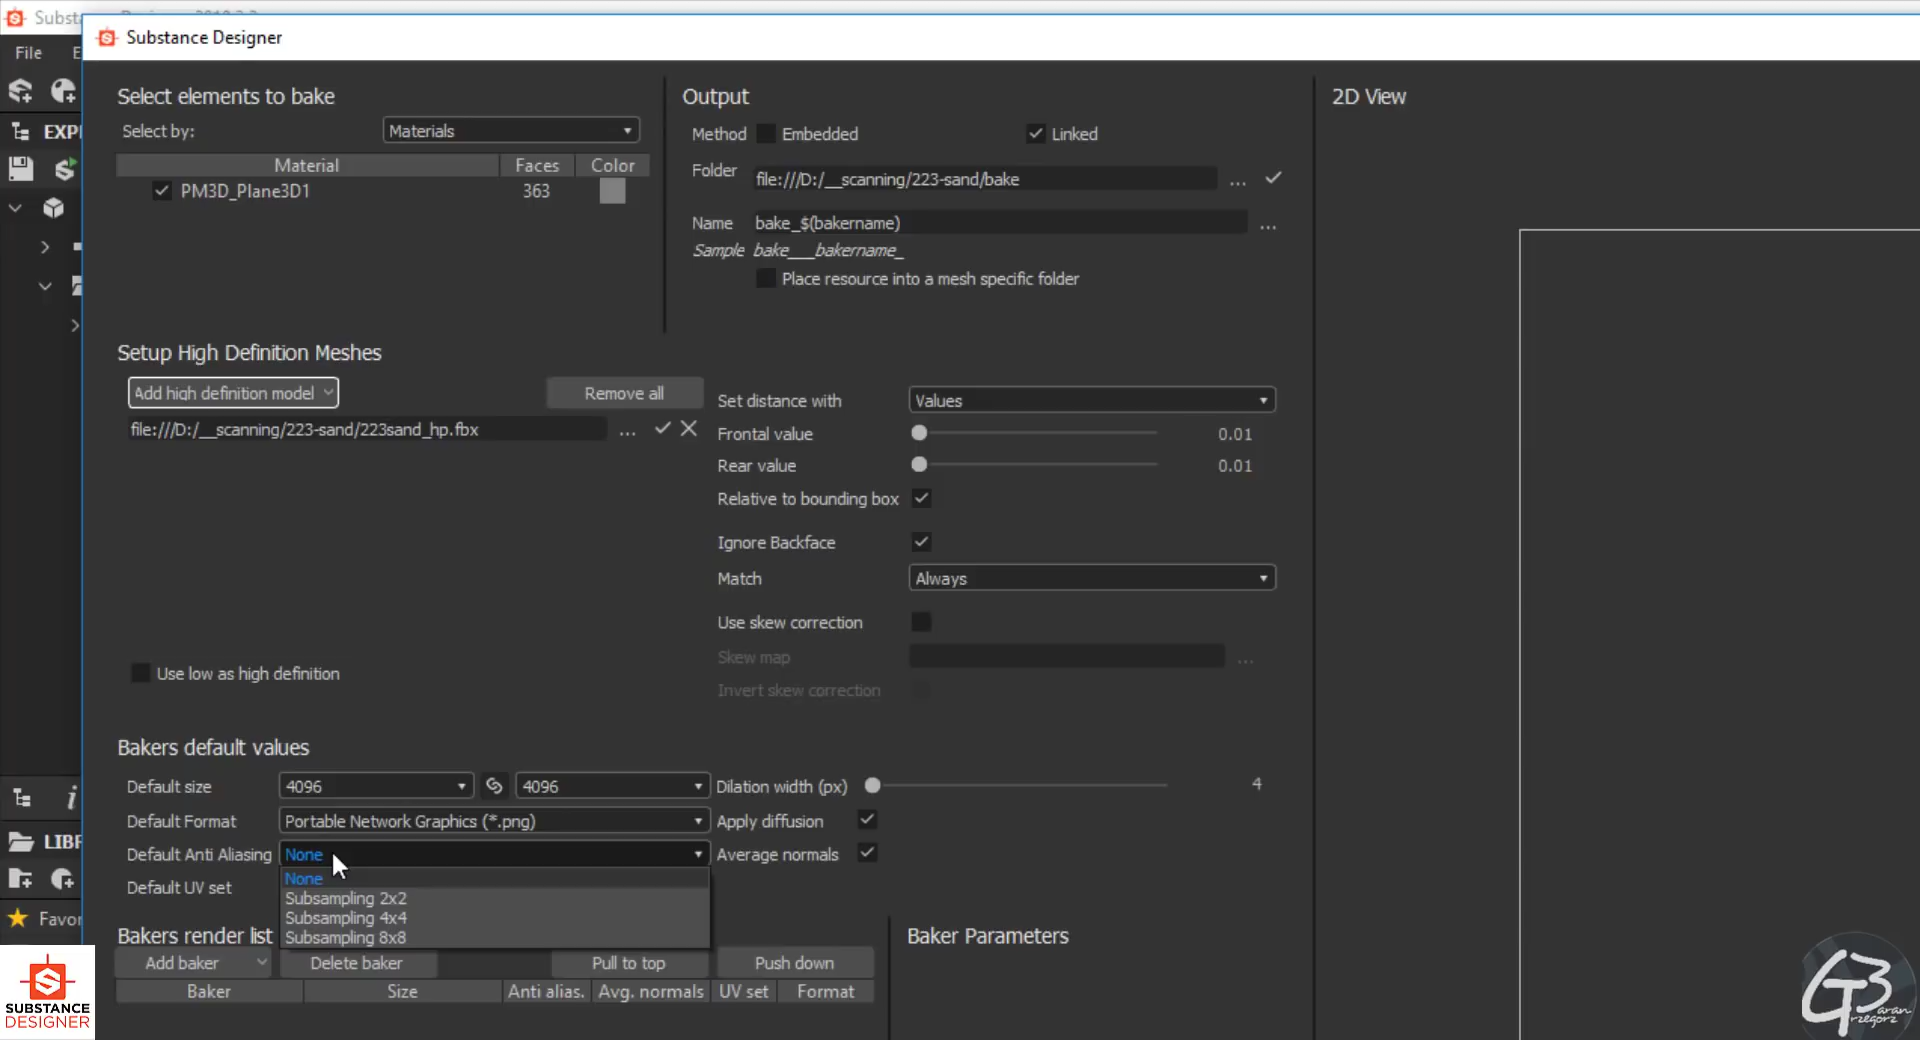 Substance Designer
File
Select elements to bake
Select by:
Materials
Material Faces Color
PM3D_Plane3D1 363
Output
Method Embedded Linked
Folder file:///D:/__scanning/223-sand/bake ...
Name bake_$(bakername) ...
Sample bake___bakername_
Place resource into a mesh specific folder
2D View
Setup High Definition Meshes
Add high definition model
Remove all
file:///D:/__scanning/223-sand/223sand_hp.fbx ...
Use low as high definition
Set distance with Values
Frontal value 0.01
Rear value 0.01
Relative to bounding box
Ignore Backface
Match Always
Use skew correction
Skew map ...
Invert skew correction
Bakers default values
Default size 4096 4096
Default Format Portable Network Graphics (*.png)
Default Anti Aliasing None
None
Subsampling 2x2
Subsampling 4x4
Subsampling 8x8
Default UV set
Dilation width (px) 4
Apply diffusion
Average normals
Bakers render list
Add baker Delete baker Pull to top Push down
Baker Size Anti alias. Avg. normals UV set Format
Baker Parameters
SUBSTANCE
DESIGNER